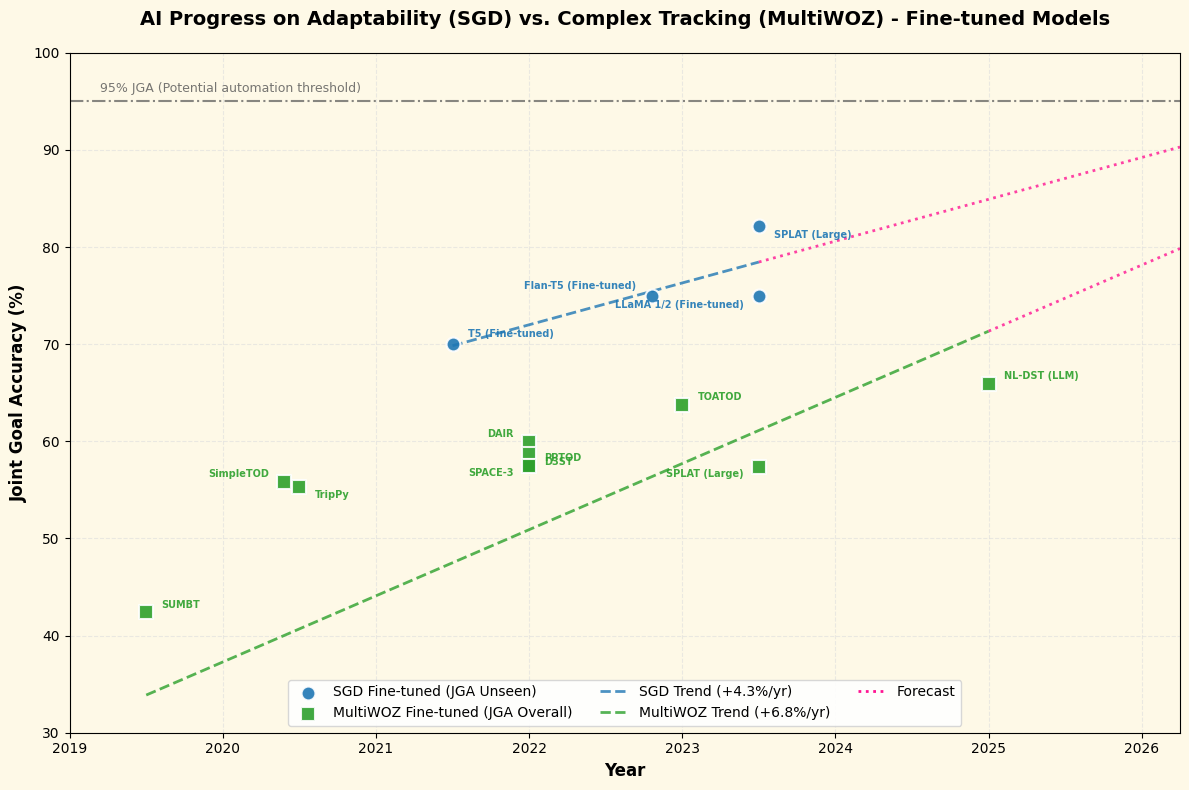 AI Progress on Adaptability (SGD) vs. Complex Tracking (MultiWOZ) - Fine-tuned Models
Joint Goal Accuracy (%)
100
90
80
70
60
50
40
30
95% JGA (Potential automation threshold)
SPLAT (Large)
Flan-T5 (Fine-tuned)
LLaMA 1/2 (Fine-tuned)
T5 (Fine-tuned)
NL-DST (LLM)
TOATOD
DAIR
PPTOD
D3ST
SPACE-3
SPLAT (Large)
SimpleTOD
TripPy
SUMBT
SGD Fine-tuned (JGA Unseen)
MultiWOZ Fine-tuned (JGA Overall)
SGD Trend (+4.3%/yr)
MultiWOZ Trend (+6.8%/yr)
Forecast
2019
2020
2021
2022
2023
2024
2025
2026
Year